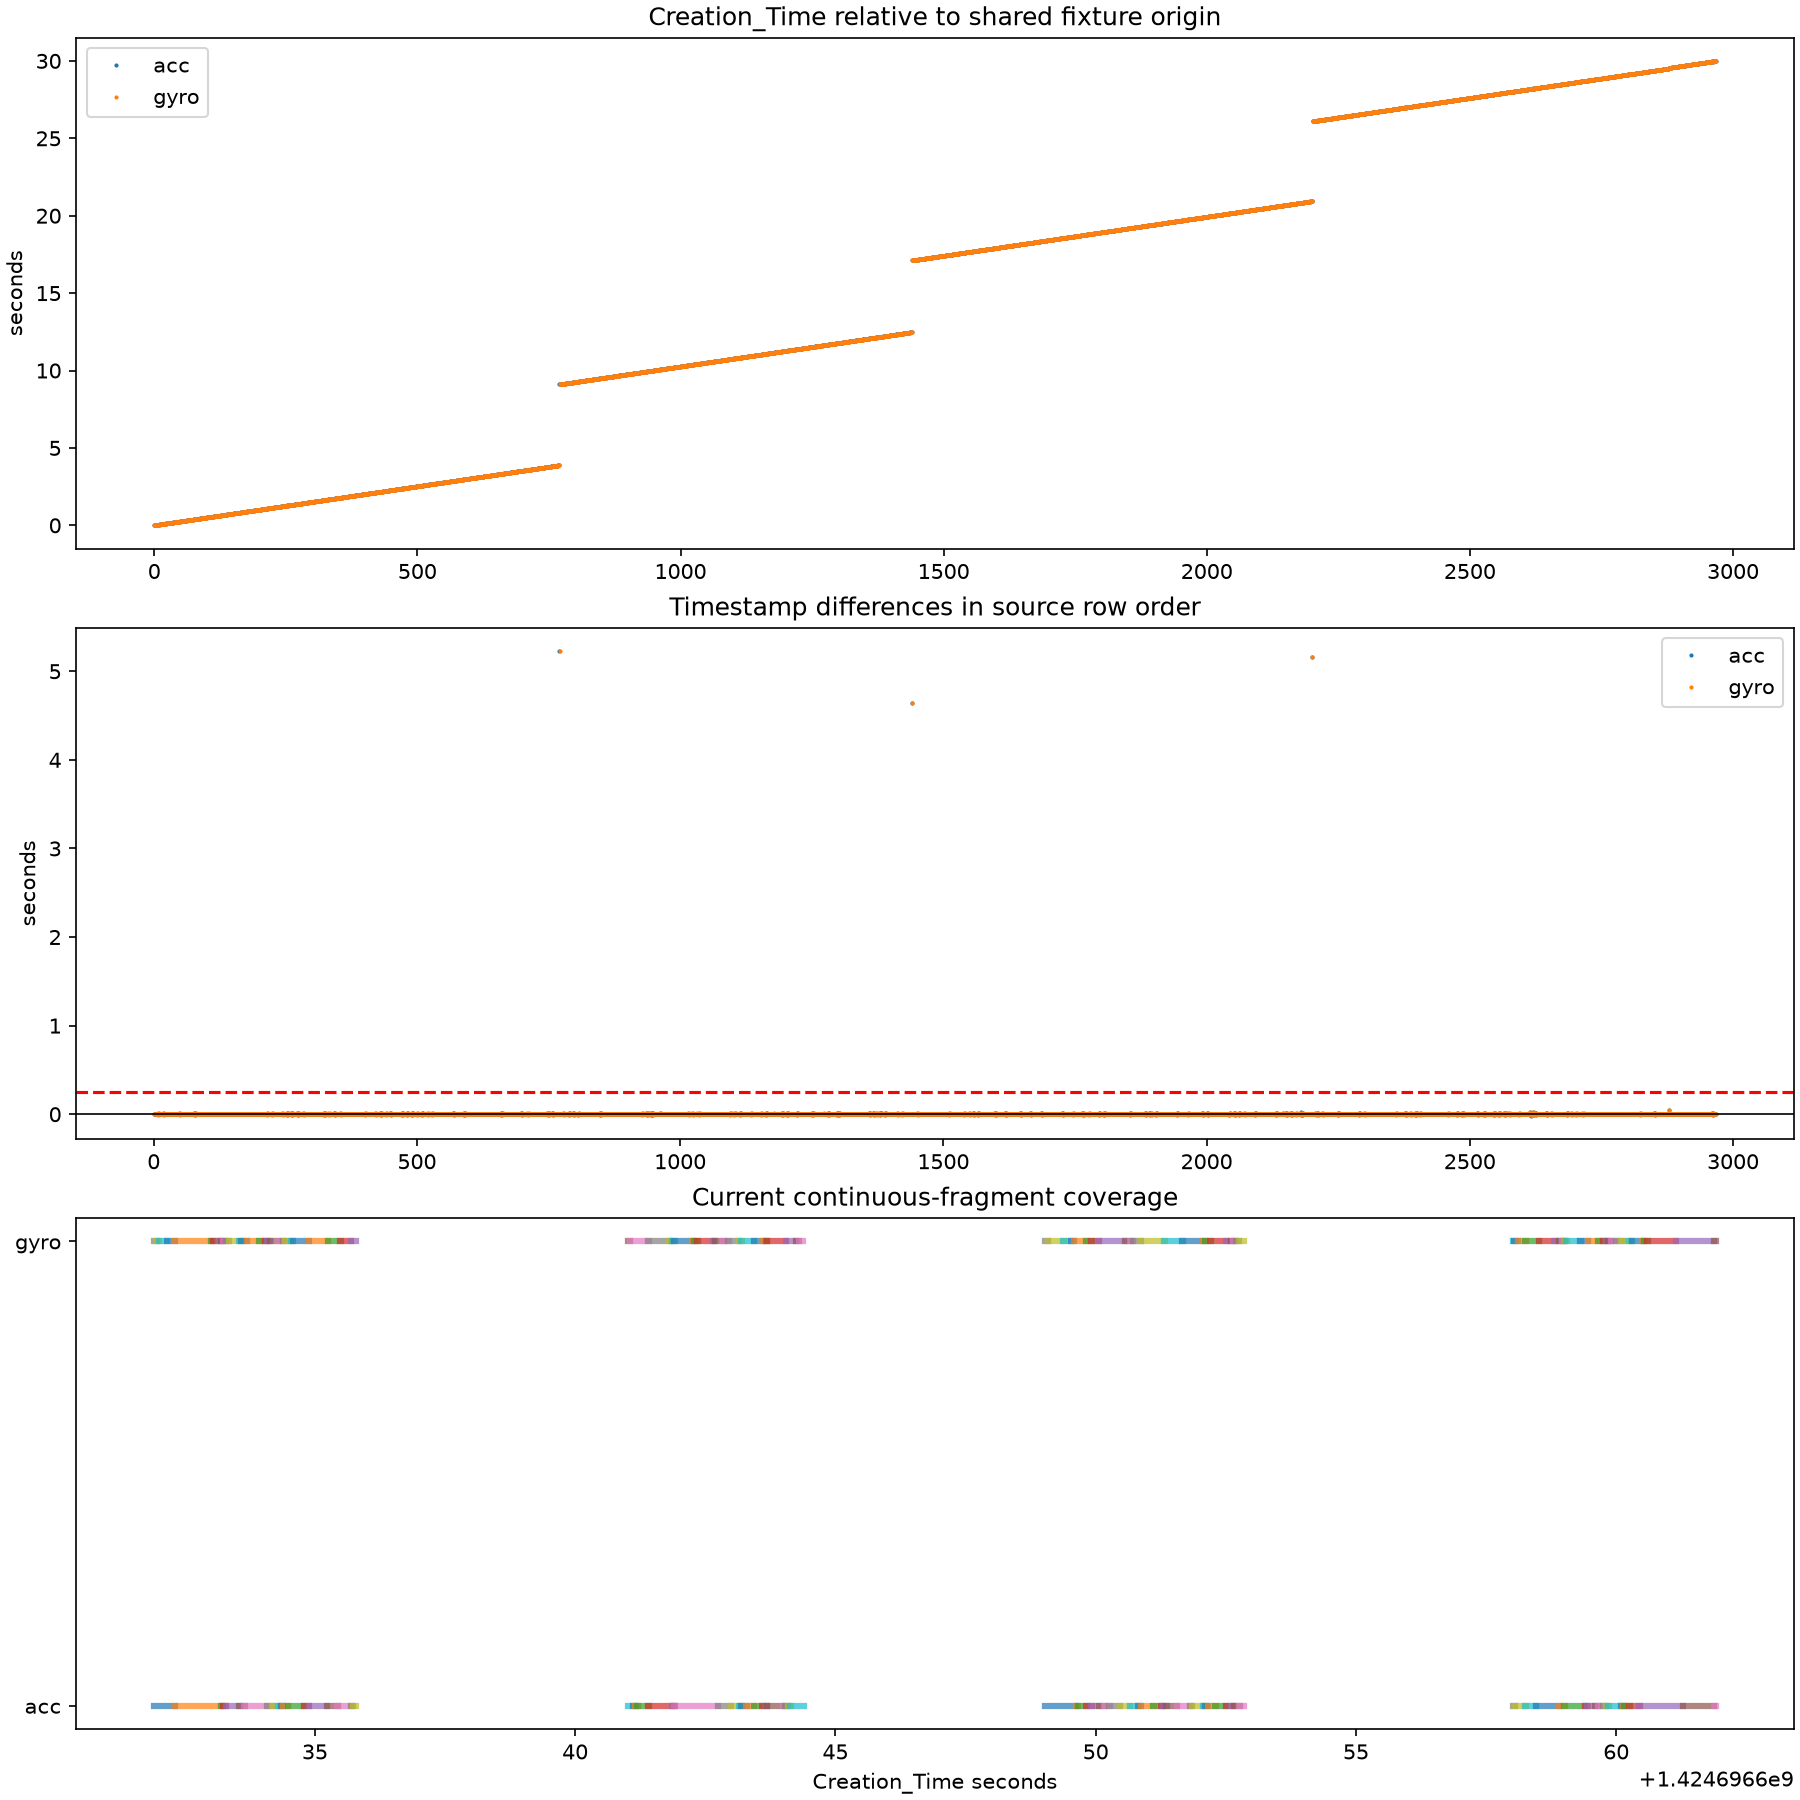 Creation_Time relative to shared fixture origin
acc
gyro
seconds
30
25
20
15
10
5
0
0 500 1000 1500 2000 2500 3000
Timestamp differences in source row order
acc
gyro
seconds
5
4
3
2
1
0
0 500 1000 1500 2000 2500 3000
Current continuous-fragment coverage
gyro
acc
35 40 45 50 55 60
Creation_Time seconds
+1.4246966e9